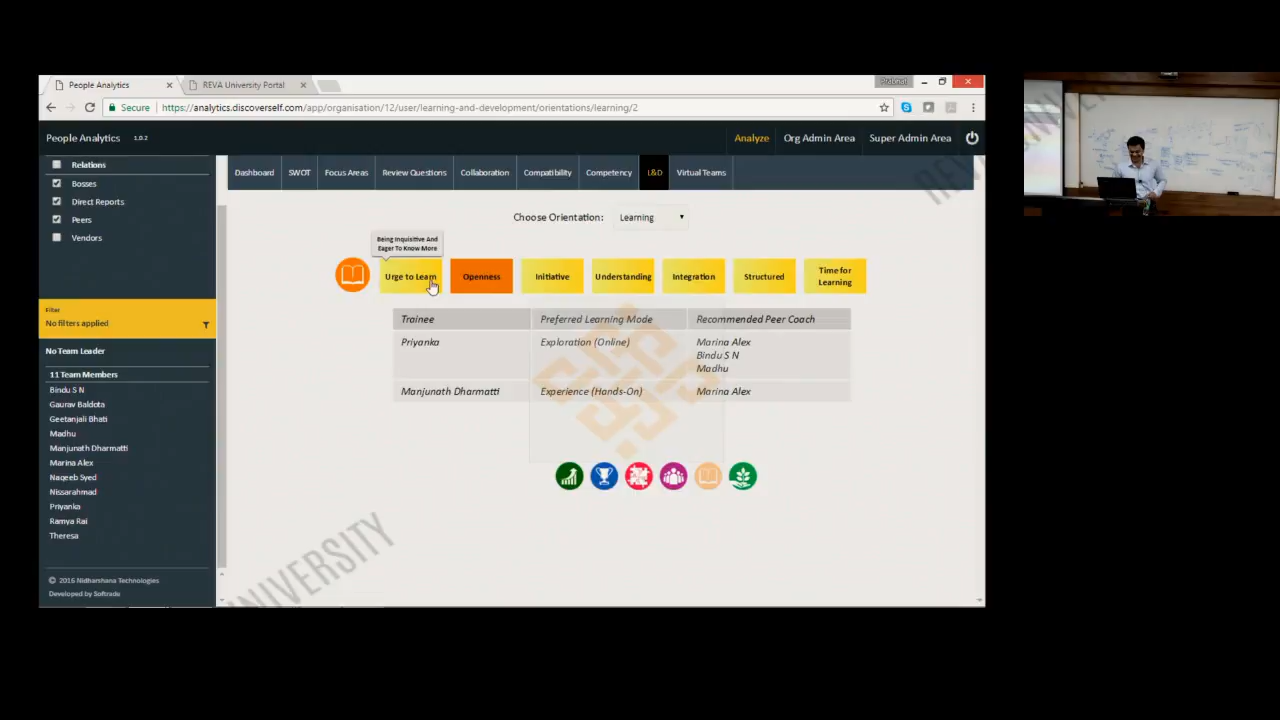 People Analytics
REVA University Portal
Secure
https://analytics.discoverself.com/app/organisation/12/user/learning-and-development/orientations/learning/2
People Analytics 1.0.2
Analyze
Org Admin Area
Super Admin Area
Relations
Bosses
Direct Reports
Peers
Vendors
Filter
No filters applied
No Team Leader
11 Team Members
Bindu S N
Gaurav Baldota
Geetanjali Bhati
Madhu
Manjunath Dharmatti
Marina Alex
Naqeeb Syed
Nissarahmad
Priyanka
Ramya Rai
Theresa
© 2016 Nidharshana Technologies
Developed by Softrade
Dashboard SWOT Focus Areas Review Questions Collaboration Compatibility Competency L&D Virtual Teams
Choose Orientation: Learning
Being Inquisitive And
Eager To Know More
Urge to Learn
Openness
Initiative
Understanding
Integration
Structured
Time for
Learning
Trainee Preferred Learning Mode Recommended Peer Coach
Priyanka Exploration (Online) Marina Alex
Bindu S N
Madhu
Manjunath Dharmatti Experience (Hands-On) Marina Alex
UNIVERSITY